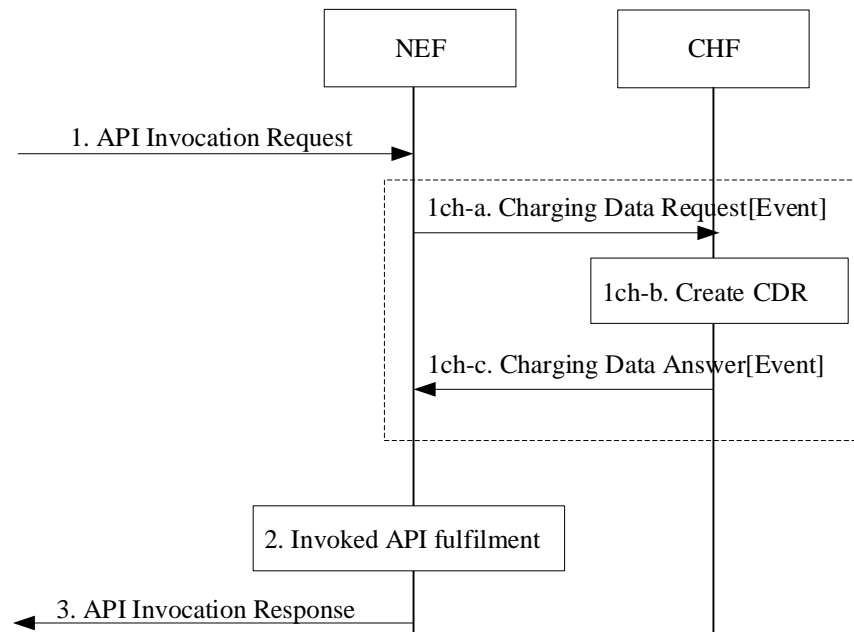 NEF
CHF
1. API Invocation Request
1ch-a. Charging Data Request[Event]
1ch-b. Create CDR
1ch-c. Charging Data Answer[Event]
2. Invoked API fulfilment
3. API Invocation Response